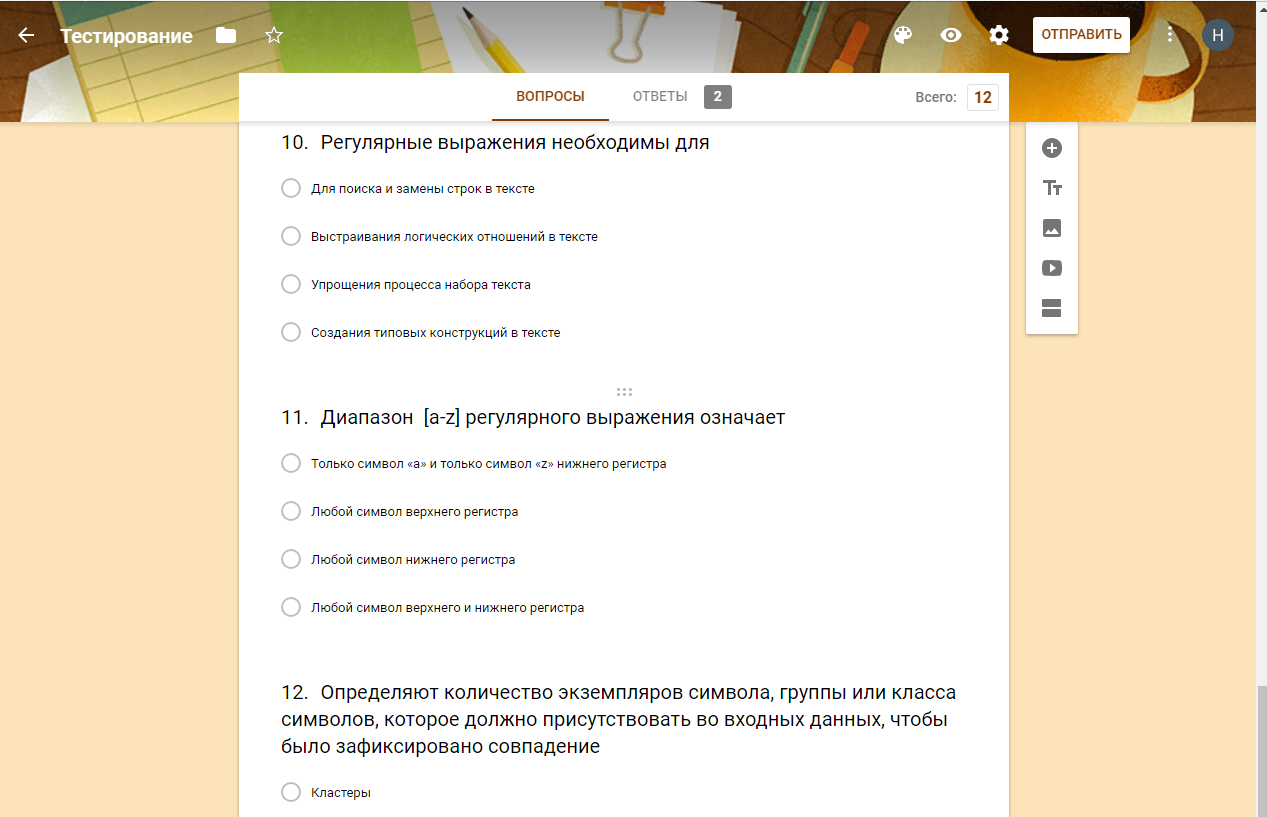 Тестирование
ОТПРАВИТЬ
Н
ВОПРОСЫ
ОТВЕТЫ 2
Всего: 12
10. Регулярные выражения необходимы для
Для поиска и замены строк в тексте
Выстраивания логических отношений в тексте
Упрощения процесса набора текста
Создания типовых конструкций в тексте
11. Диапазон [a-z] регулярного выражения означает
Только символ «a» и только символ «z» нижнего регистра
Любой символ верхнего регистра
Любой символ нижнего регистра
Любой символ верхнего и нижнего регистра
12. Определяют количество экземпляров символа, группы или класса
символов, которое должно присутствовать во входных данных, чтобы
было зафиксировано совпадение
Кластеры